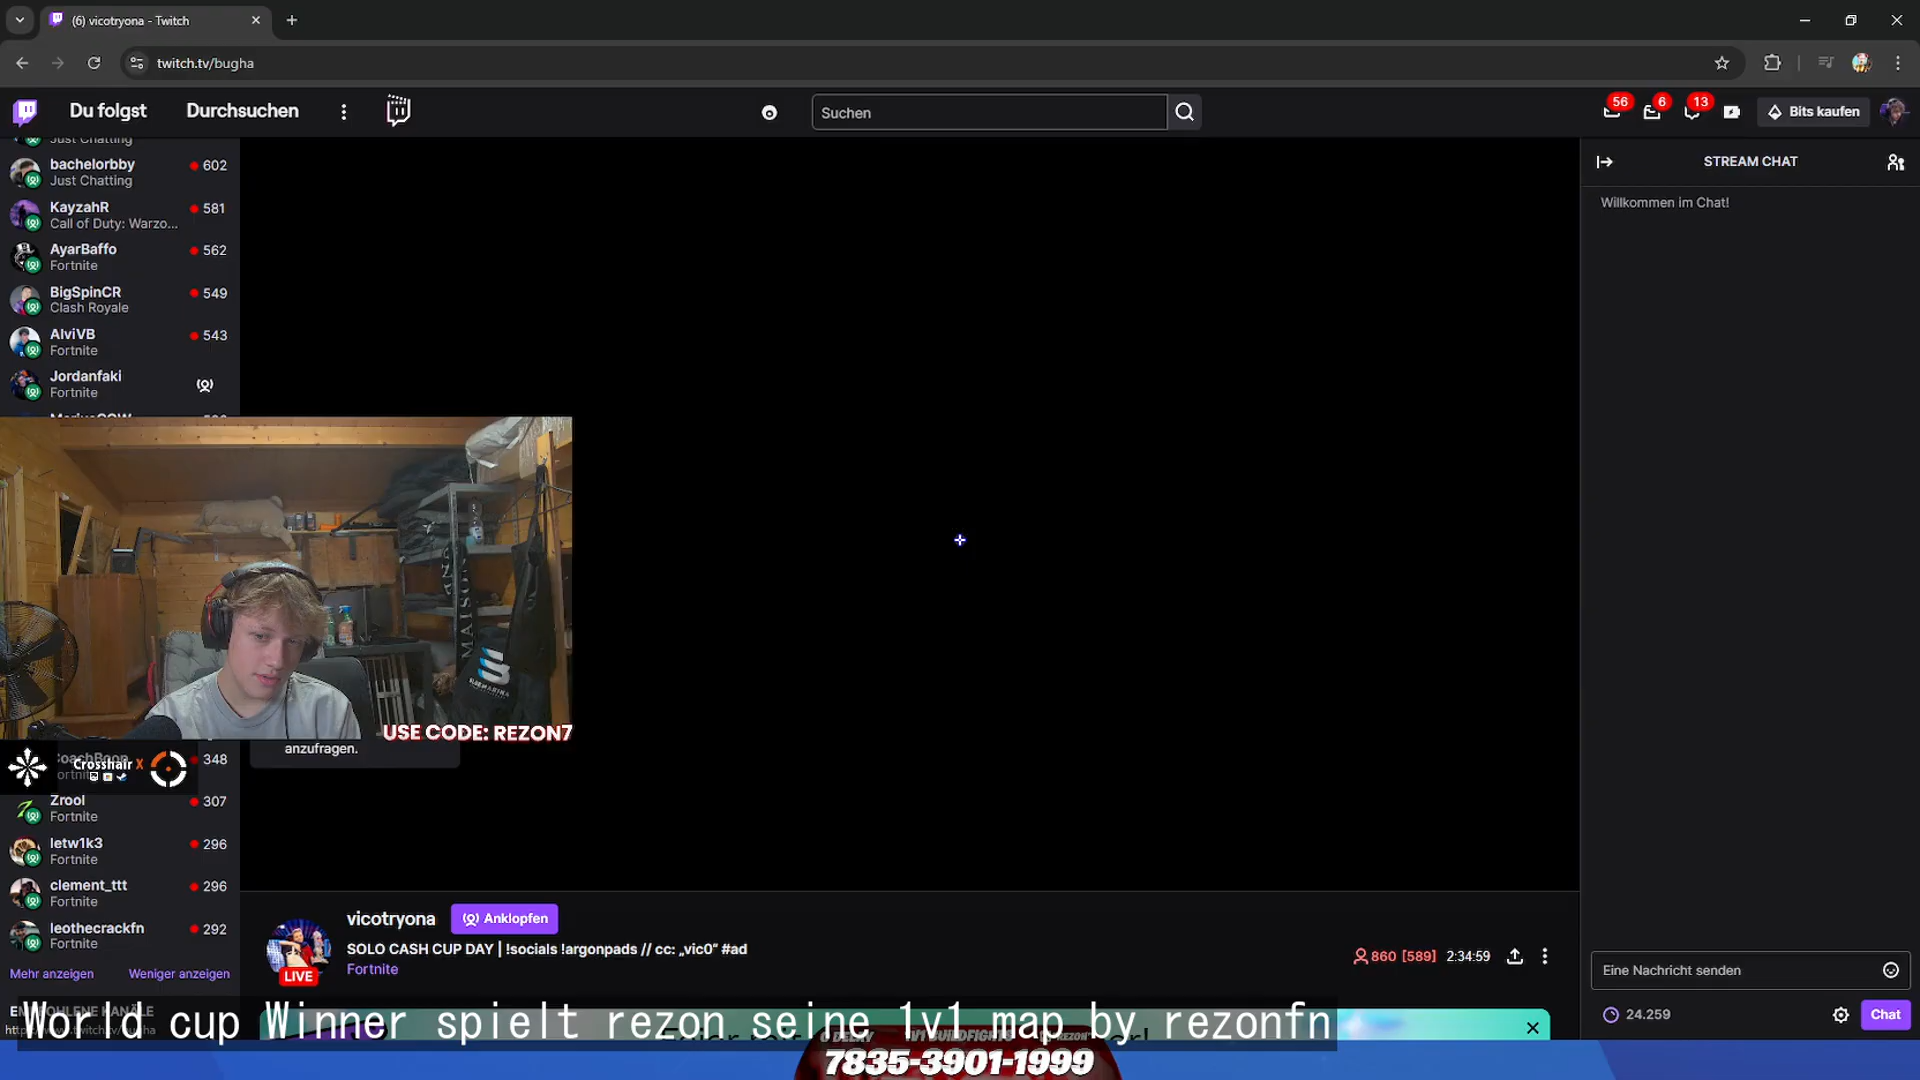 (6) vicotryona - Twitch
twitch.tv/bugha
Du folgst
Durchsuchen
Suchen
56
6
13
Bits kaufen
Just Chatting
bachelorbby
602
Just Chatting
KayzahR
581
Call of Duty: Warzo...
AyarBaffo
562
Fortnite
BigSpinCR
549
Clash Royale
AlviVB
543
Fortnite
Jordanfaki
Fortnite
STREAM CHAT
Willkommen im Chat!
MAISON
USE CODE: REZON7
anzufragen.
CoachBoop
348
Crosshair X
Zrool
307
Fortnite
letw1k3
296
Fortnite
clement_ttt
296
Fortnite
leothecrackfn
292
Fortnite
Mehr anzeigen
Weniger anzeigen
vicotryona
Anklopfen
SOLO CASH CUP DAY | !socials !argonpads // cc: „vic0“ #ad
Fortnite
LIVE
860 [589]
2:34:59
Eine Nachricht senden
24.259
Chat
World cup Winner spielt rezon seine 1v1 map by rezonfn
7835-3901-1999